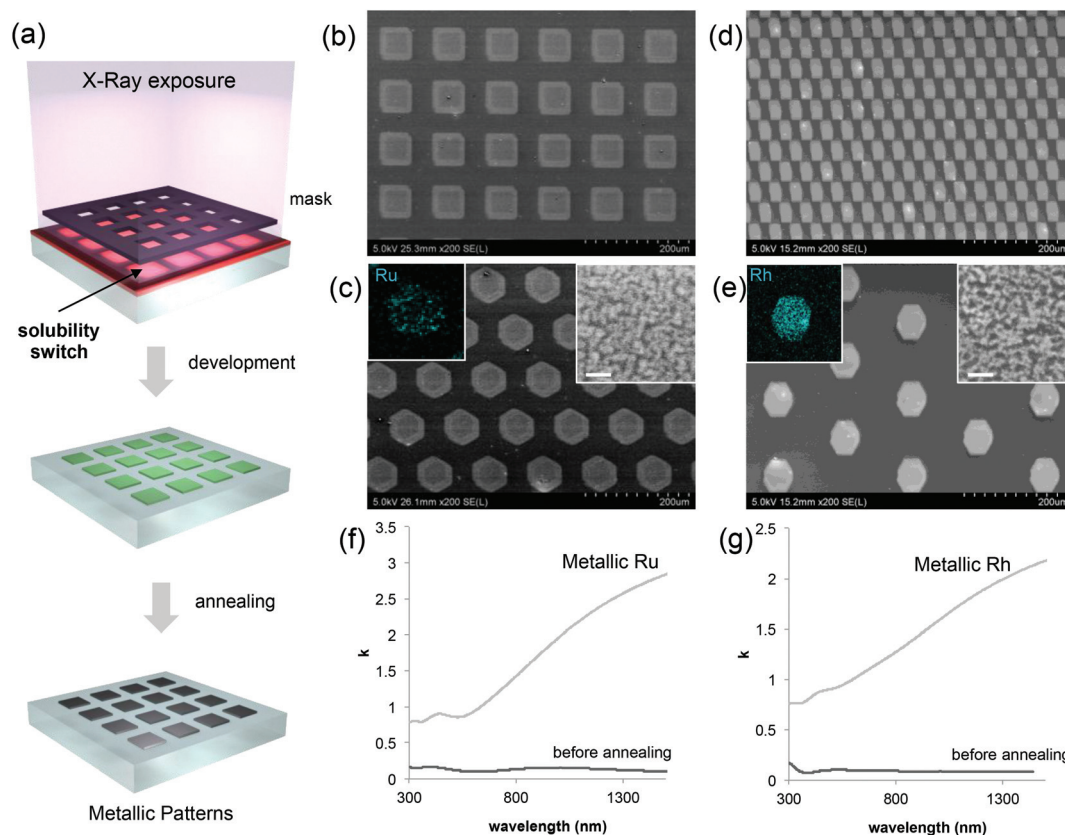 (a)
X-Ray exposure
mask
solubility
switch
development
annealing
Metallic Patterns
(b)
5.0kV 25.3mm x200 SE(L)
200um
(d)
5.0kV 15.2mm x200 SE(L)
200um
(c)
Ru
5.0kV 26.1mm x200 SE(L)
200um
(e)
Rh
5.0kV 15.2mm x200 SE(L)
200um
(f)
Metallic Ru
3.5
3
2.5
2
1.5
1
0.5
0
k
before annealing
300
800
1300
wavelength (nm)
(g)
Metallic Rh
2.5
2
1.5
1
0.5
0
k
before annealing
300
800
1300
wavelength (nm)